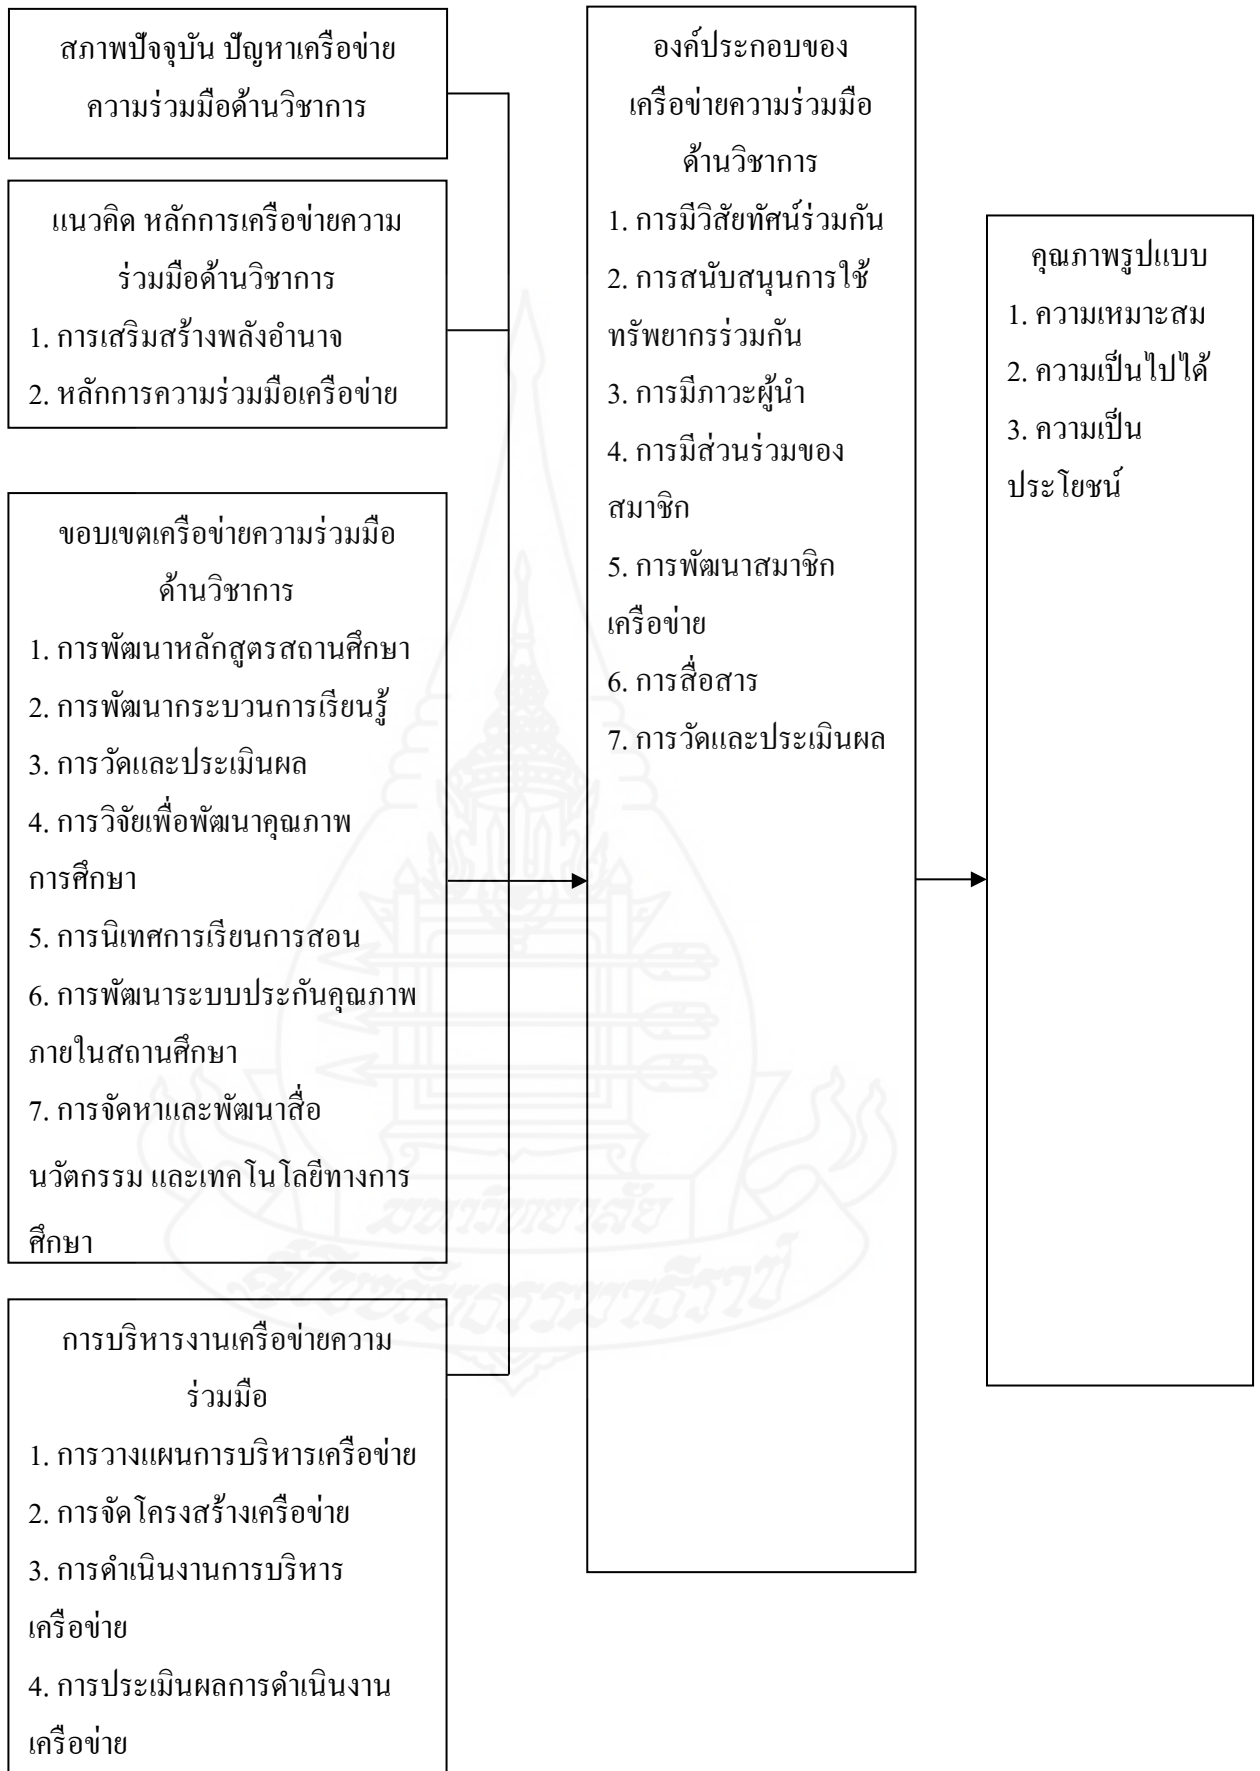 สภาพปัจจุบัน ปัญหาเครือข่าย
ความร่วมมือด้านวิชาการ
แนวคิด หลักการเครือข่ายความ
ร่วมมือด้านวิชาการ
1. การเสริมสร้างพลังอำนาจ
2. หลักการความร่วมมือเครือข่าย
ขอบเขตเครือข่ายความร่วมมือ
ด้านวิชาการ
1. การพัฒนาหลักสูตรสถานศึกษา
2. การพัฒนากระบวนการเรียนรู้
3. การวัดและประเมินผล
4. การวิจัยเพื่อพัฒนาคุณภาพ
การศึกษา
5. การนิเทศการเรียนการสอน
6. การพัฒนาระบบประกันคุณภาพ
ภายในสถานศึกษา
7. การจัดหาและพัฒนาสื่อ
นวัตกรรม และเทคโนโลยีทางการ
ศึกษา
การบริหารงานเครือข่ายความ
ร่วมมือ
1. การวางแผนการบริหารเครือข่าย
2. การจัดโครงสร้างเครือข่าย
3. การดำเนินงานการบริหาร
เครือข่าย
4. การประเมินผลการดำเนินงาน
เครือข่าย
องค์ประกอบของ
เครือข่ายความร่วมมือ
ด้านวิชาการ
1. การมีวิสัยทัศน์ร่วมกัน
2. การสนับสนุนการใช้
ทรัพยากรร่วมกัน
3. การมีภาวะผู้นำ
4. การมีส่วนร่วมของ
สมาชิก
5. การพัฒนาสมาชิก
เครือข่าย
6. การสื่อสาร
7. การวัดและประเมินผล
คุณภาพรูปแบบ
1. ความเหมาะสม
2. ความเป็นไปได้
3. ความเป็น
ประโยชน์
มหาวิทยาลัย
สุโขทัยธรรมาธิราช